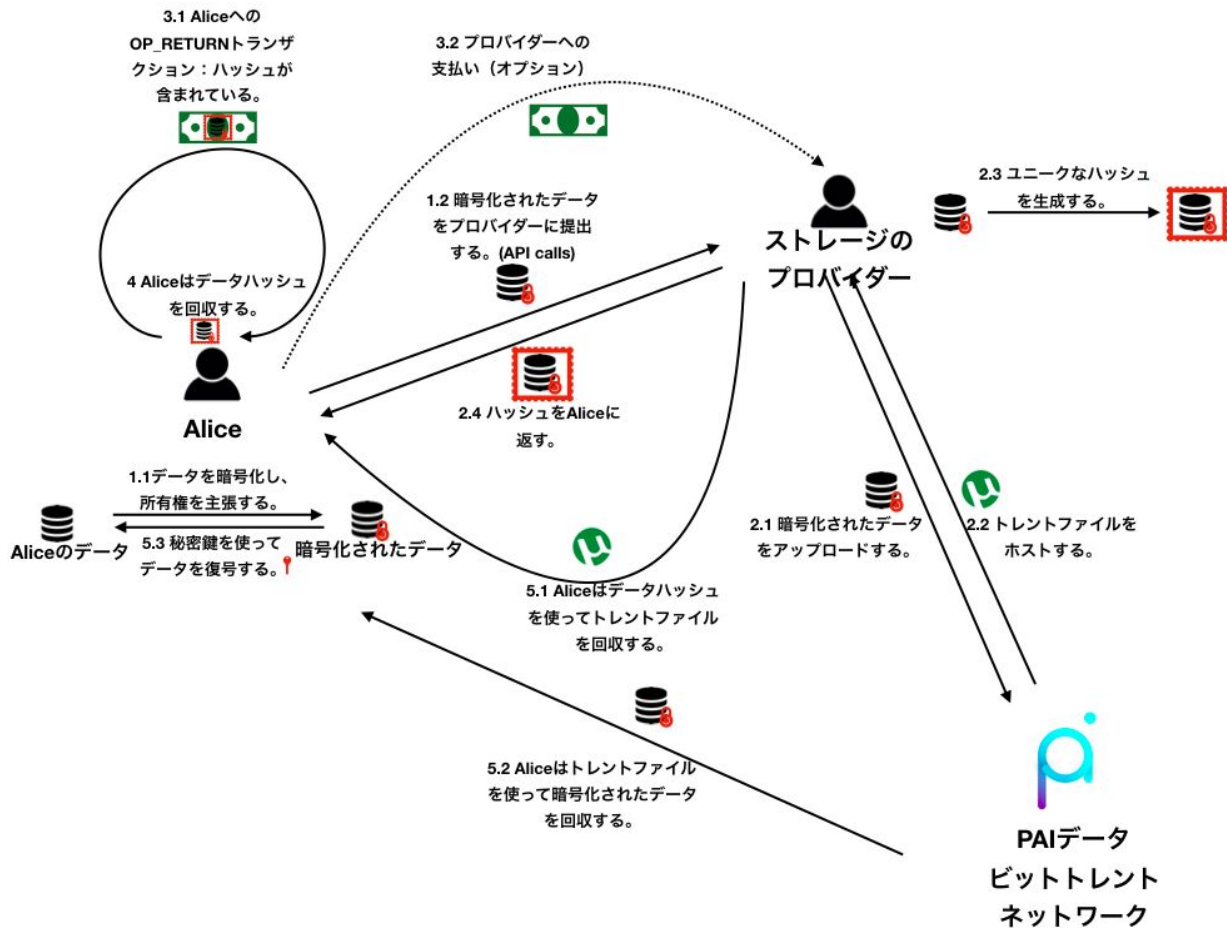 3.1 Aliceへの
OP_RETURNトランザ
クション：ハッシュが
含まれている。
3.2 プロバイダーへの
支払い（オプション）
1.2 暗号化されたデータ
をプロバイダーに提出
する。(API calls)
2.3 ユニークなハッシュ
を生成する。
ストレージの
プロバイダー
4 Aliceはデータハッシュ
を回収する。
Alice
2.4 ハッシュをAliceに
返す。
1.1データを暗号化し、
所有権を主張する。
Aliceのデータ
5.3 秘密鍵を使って
データを復号する。
暗号化されたデータ
2.1 暗号化されたデータ
をアップロードする。
2.2 トレントファイルを
ホストする。
5.1 Aliceはデータハッシュ
を使ってトレントファイル
を回収する。
5.2 Aliceはトレントファイル
を使って暗号化されたデータ
を回収する。
PAIデータ
ビットトレント
ネットワーク